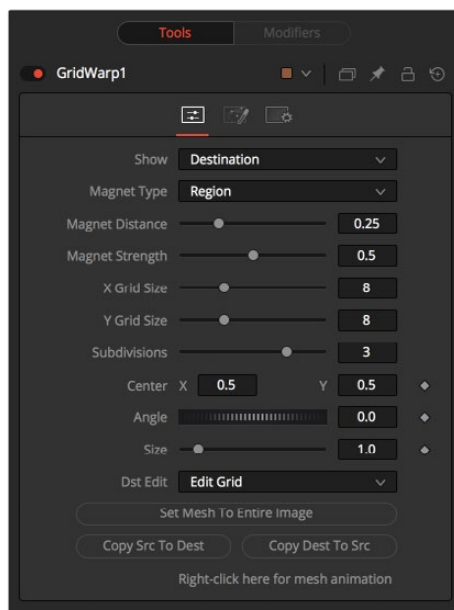 Tools Modifiers
GridWarp1
Show Destination
Magnet Type Region
Magnet Distance 0.25
Magnet Strength 0.5
X Grid Size 8
Y Grid Size 8
Subdivisions 3
Center X 0.5 Y 0.5
Angle 0.0
Size 1.0
Dst Edit Edit Grid
Set Mesh To Entire Image
Copy Src To Dest Copy Dest To Src
Right-click here for mesh animation